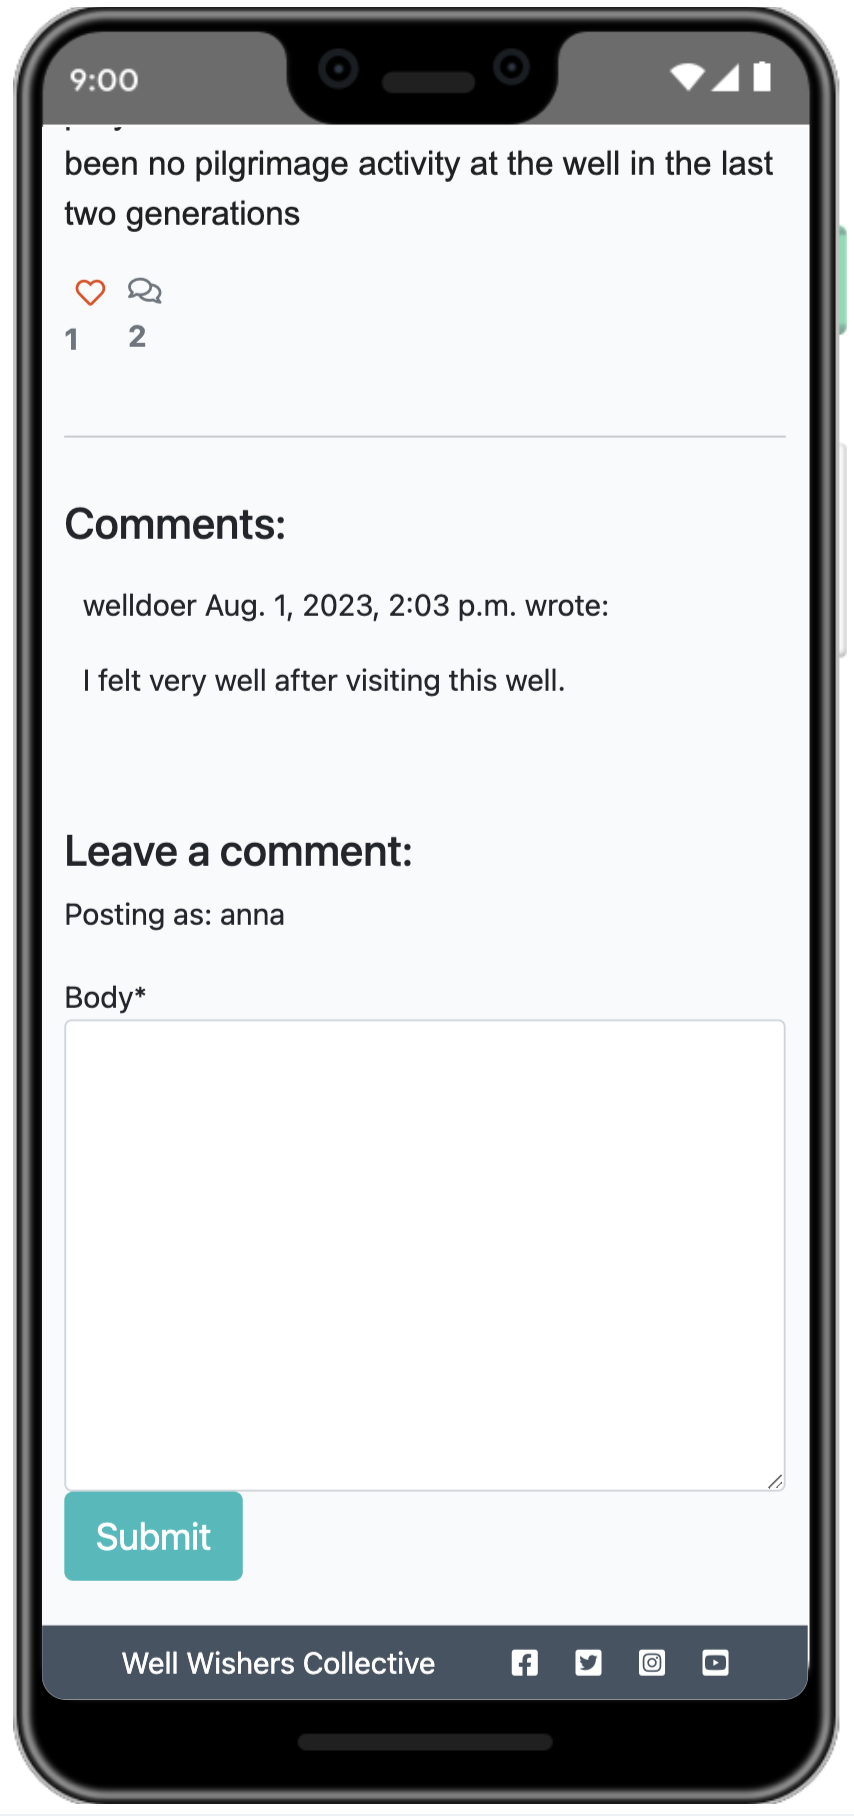 9:00
been no pilgrimage activity at the well in the last
two generations
1 2
Comments:
welldoer Aug. 1, 2023, 2:03 p.m. wrote:
I felt very well after visiting this well.
Leave a comment:
Posting as: anna
Body*
Submit
Well Wishers Collective